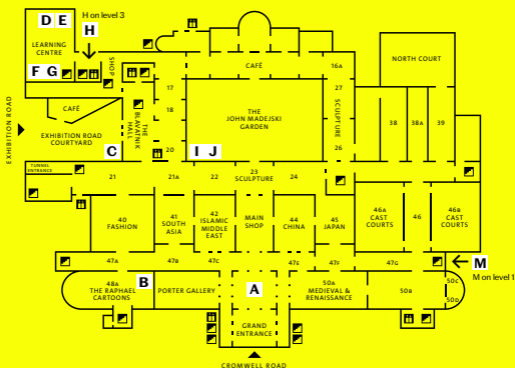 D E
H on level 3
H
LEARNING
CENTRE
F G
SHOP
CAFÉ
16A
NORTH COURT
17
27
18
THE
JOHN MADEJSKI
GARDEN
SCULPTURE
38
38A
39
CAFÉ
THE
BLAVATNIK
HALL
EXHIBITION ROAD
EXHIBITION ROAD
COURTYARD
C
20
I J
26
TUNNEL
ENTRANCE
21
21A
22
23
SCULPTURE
24
40
FASHION
41
SOUTH
ASIA
42
ISLAMIC
MIDDLE
EAST
MAIN
SHOP
44
CHINA
45
JAPAN
46A
CAST
COURTS
46
46B
CAST
COURTS
47A
47B
47C
47E
47F
47G
M
M on level 1
48A
THE RAPHAEL
CARTOONS
B
PORTER GALLERY
A
50A
MEDIEVAL &
RENAISSANCE
50B
50C
50D
GRAND
ENTRANCE
CROMWELL ROAD